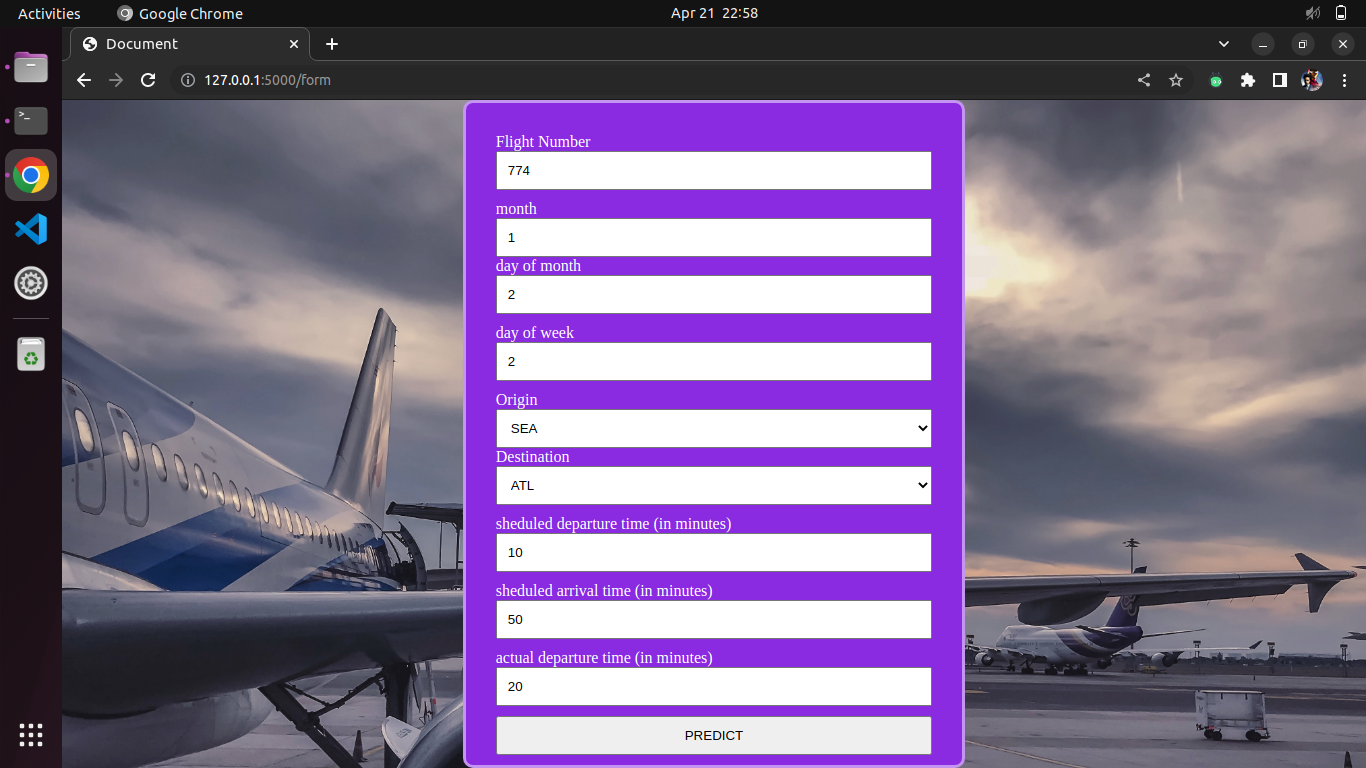 Activities
Google Chrome
Apr 21 22:58
Document
127.0.0.1:5000/form
Flight Number
774
month
1
day of month
2
day of week
2
Origin
SEA
Destination
ATL
sheduled departure time (in minutes)
10
sheduled arrival time (in minutes)
50
actual departure time (in minutes)
20
PREDICT